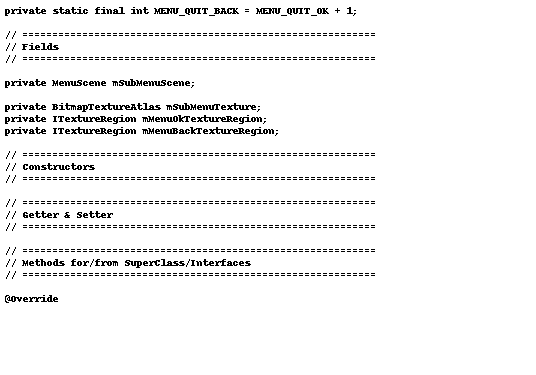 private static final int MENU_QUIT_BACK = MENU_QUIT_OK + 1;
// ===========================================================
// Fields
// ===========================================================
private MenuScene mSubMenuScene;
private BitmapTextureAtlas mSubMenuTexture;
private ITextureRegion mMenuOkTextureRegion;
private ITextureRegion mMenuBackTextureRegion;
// ===========================================================
// Constructors
// ===========================================================
// ===========================================================
// Getter & Setter
// ===========================================================
// ===========================================================
// Methods for/from SuperClass/Interfaces
// ===========================================================
@Override